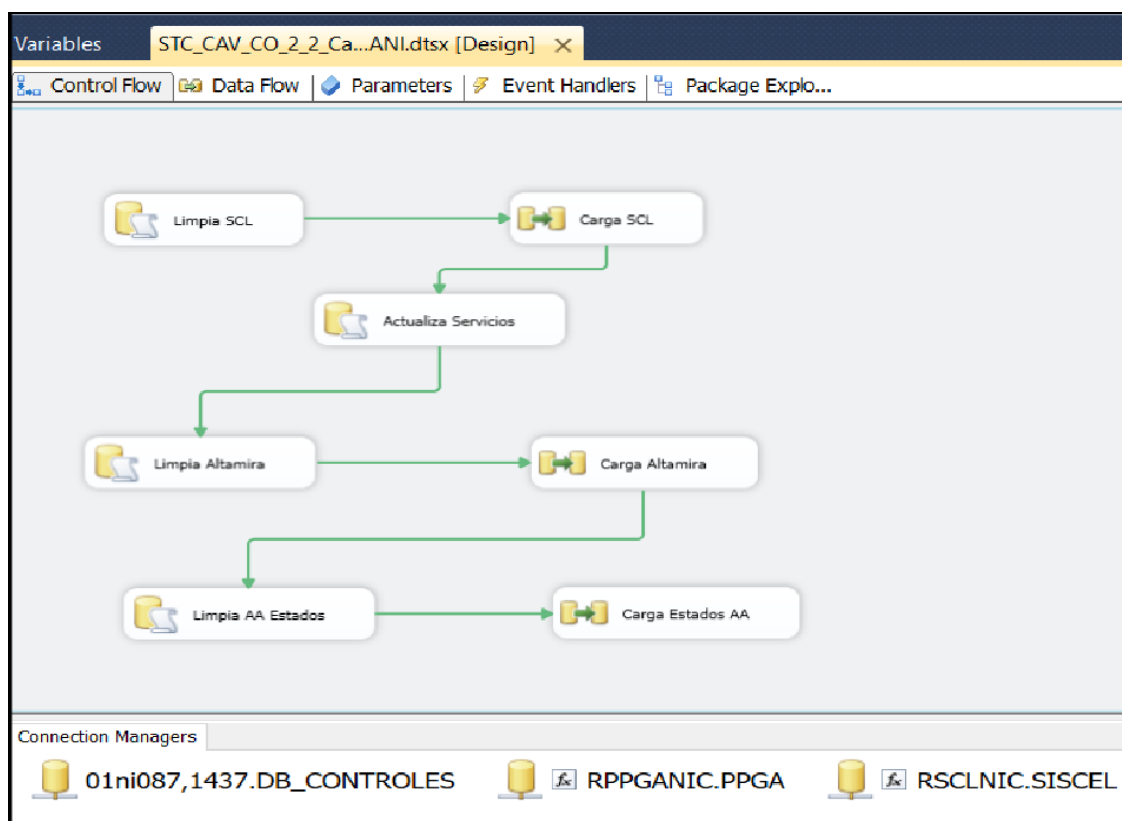 Variables STC_CAV_CO_2_2_Ca...ANI.dtsx [Design]
Control Flow Data Flow Parameters Event Handlers Package Explo...
Limpia SCL Carga SCL
Actualiza Servicios
Limpia Altamira Carga Altamira
Limpia AA Estados Carga Estados AA
Connection Managers
01ni087,1437.DB_CONTROLES fx RPPGANIC.PPGA fx RSCLNIC.SISCEL